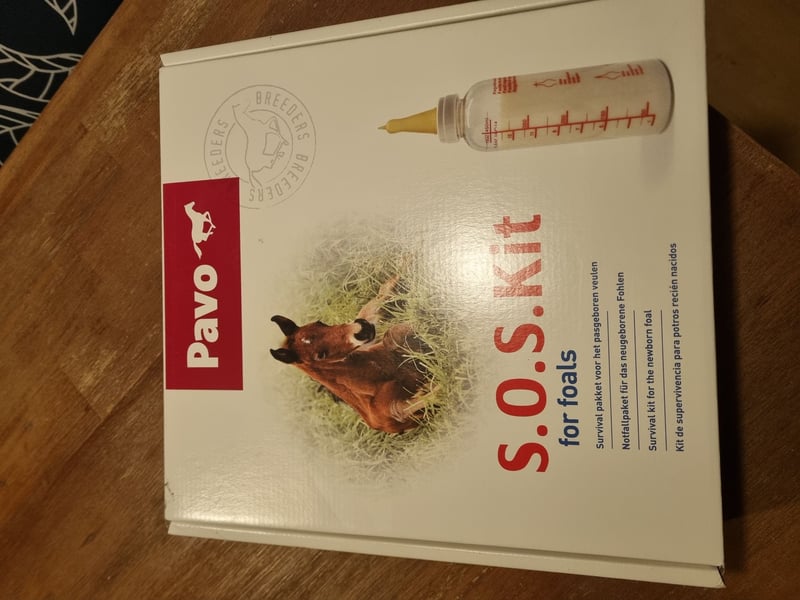 BREEDERS BREEDERS BREEDERS
Pavo
S.O.S.Kit
for foals
Survival pakket voor het pasgeboren veulen
Notfallpaket für das neugeborene Fohlen
Survival kit for the newborn foal
Kit de supervivencia para potros recién nacidos